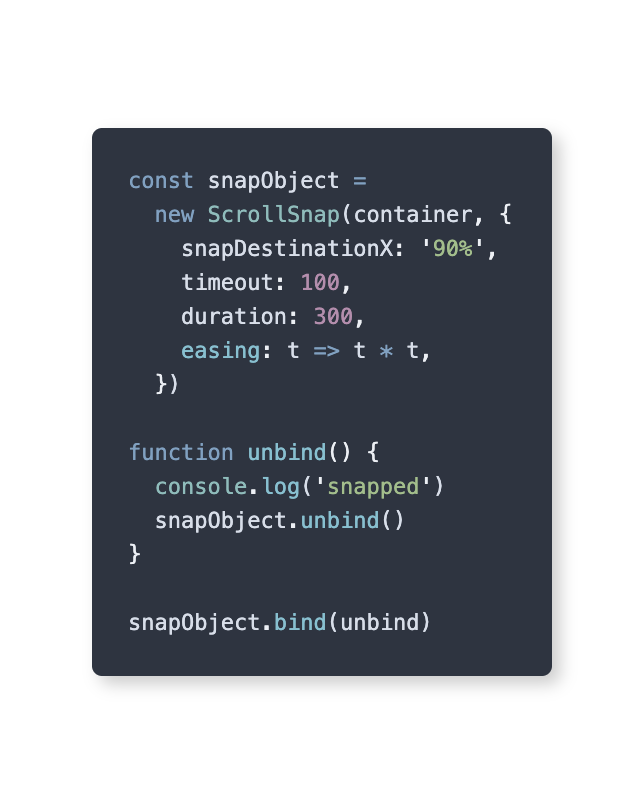 const snapObject =
  new ScrollSnap(container, {
    snapDestinationX: '90%',
    timeout: 100,
    duration: 300,
    easing: t => t * t,
  })

function unbind() {
  console.log('snapped')
  snapObject.unbind()
}

snapObject.bind(unbind)